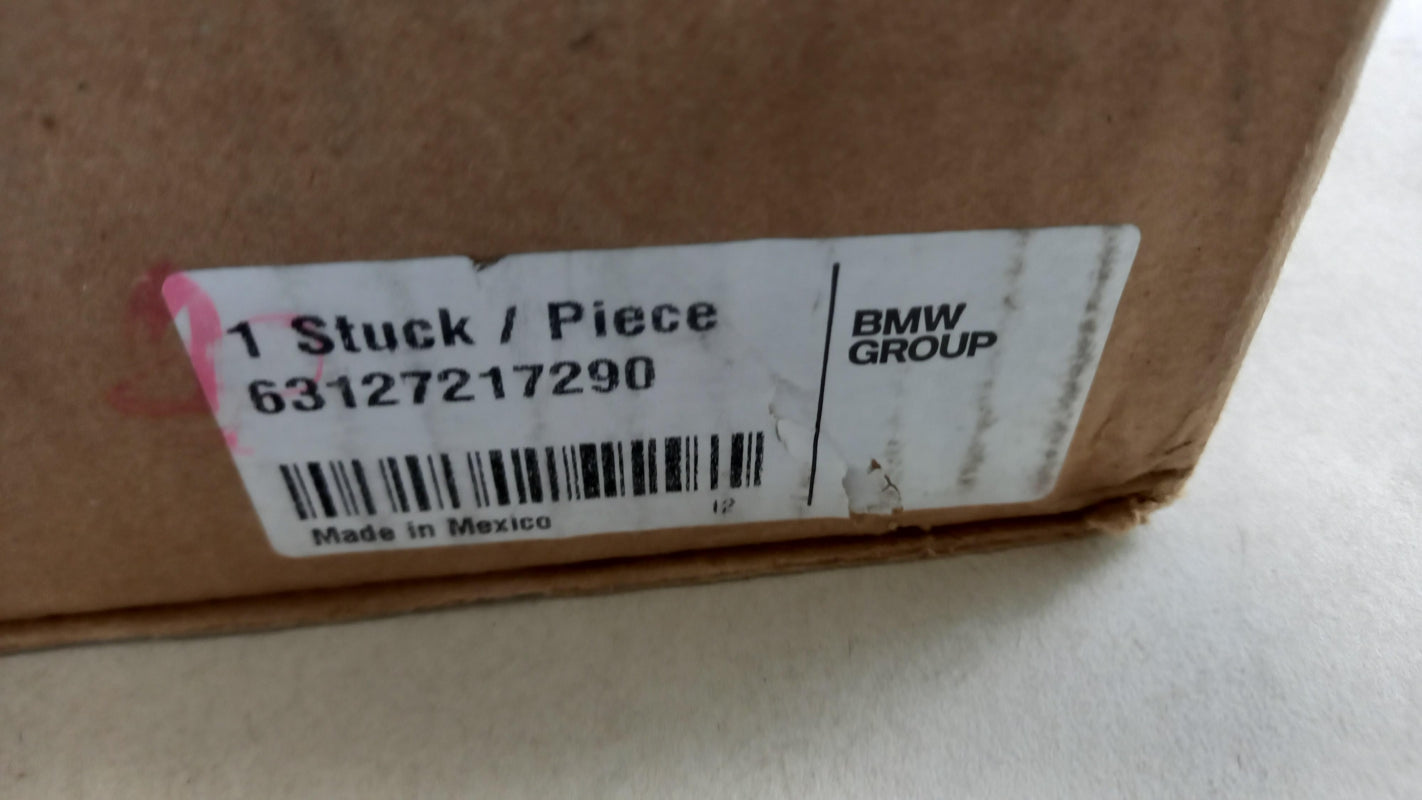 1 Stuck / Piece
63127217290
Made in Mexico
12
BMW
GROUP